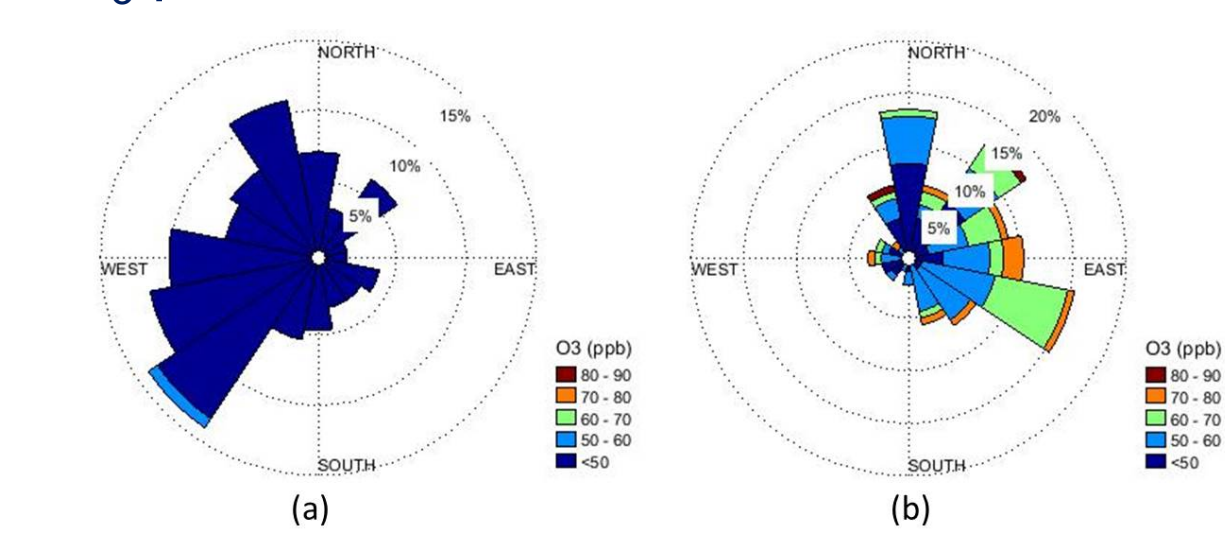 NORTH
15%
10%
5%
WEST
EAST
SOUTH
O3 (ppb)
80 - 90
70 - 80
60 - 70
50 - 60
<50
(a)
NORTH
20%
15%
10%
5%
WEST
EAST
SOUTH
O3 (ppb)
80 - 90
70 - 80
60 - 70
50 - 60
<50
(b)